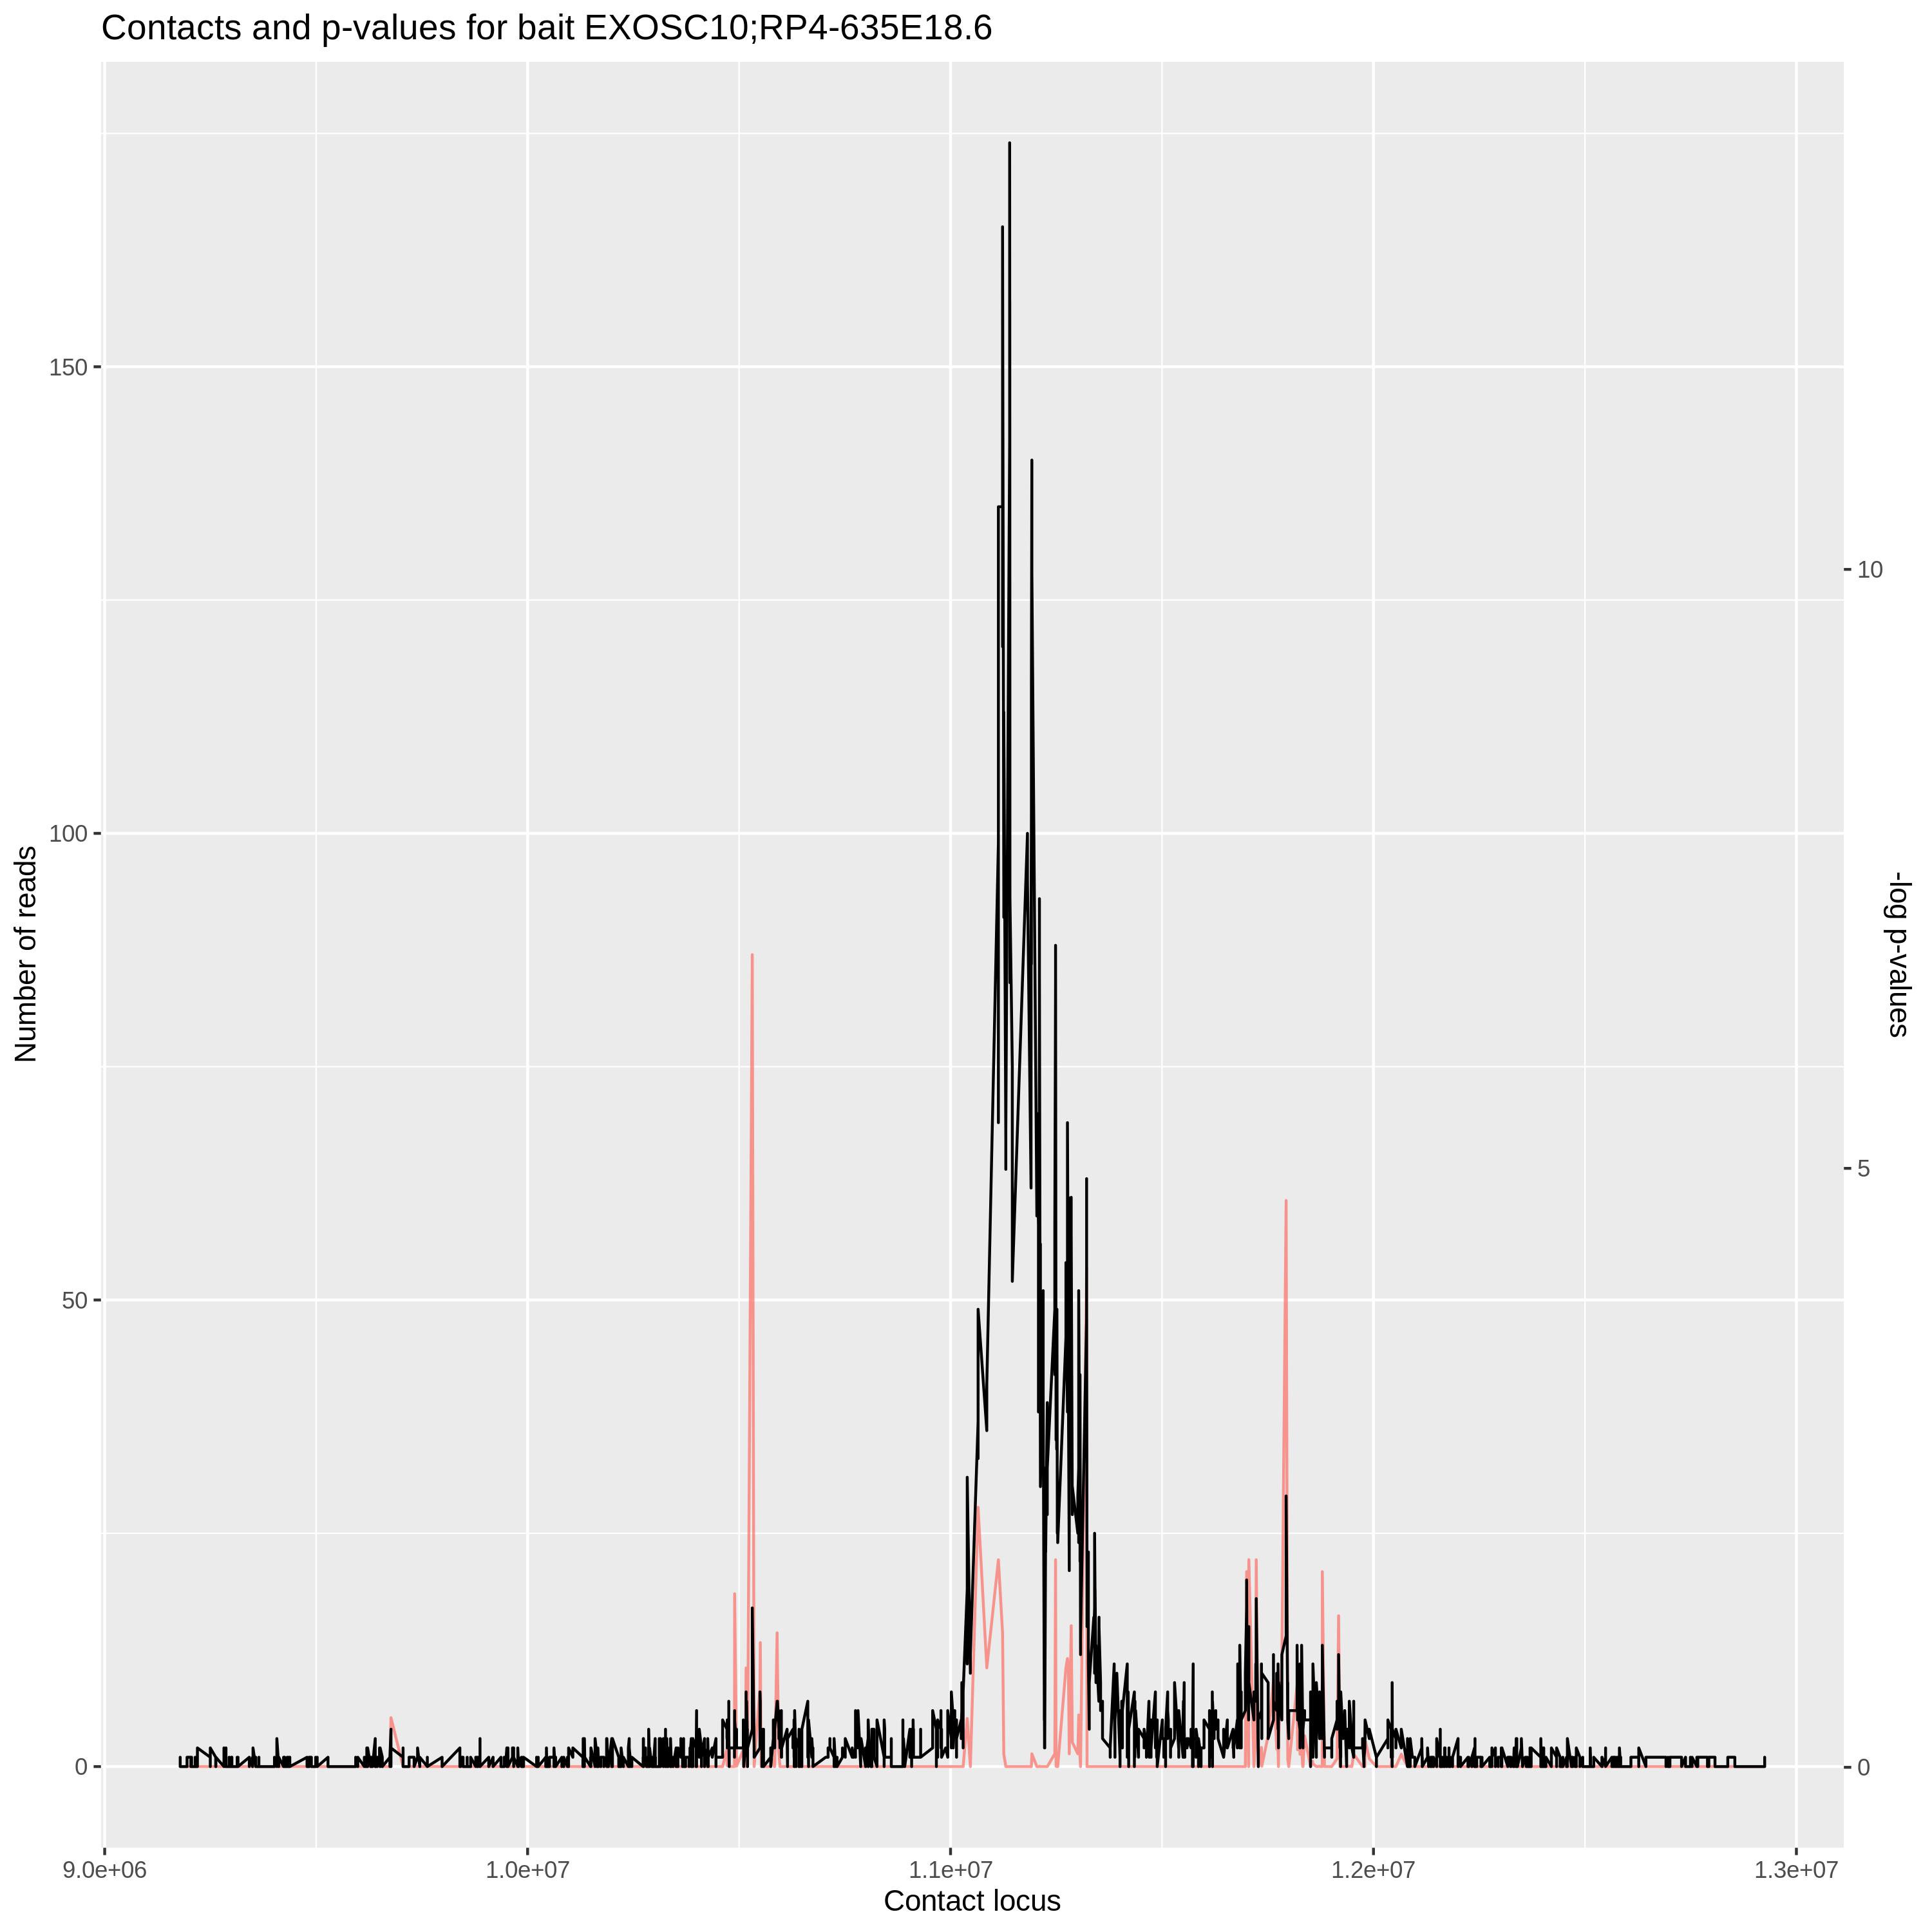 Contacts and p-values for bait EXOSC10;RP4-635E18.6
Number of reads
150
100
50
0
10
5
0
-log p-values
9.0e+06
1.0e+07
1.1e+07
1.2e+07
1.3e+07
Contact locus